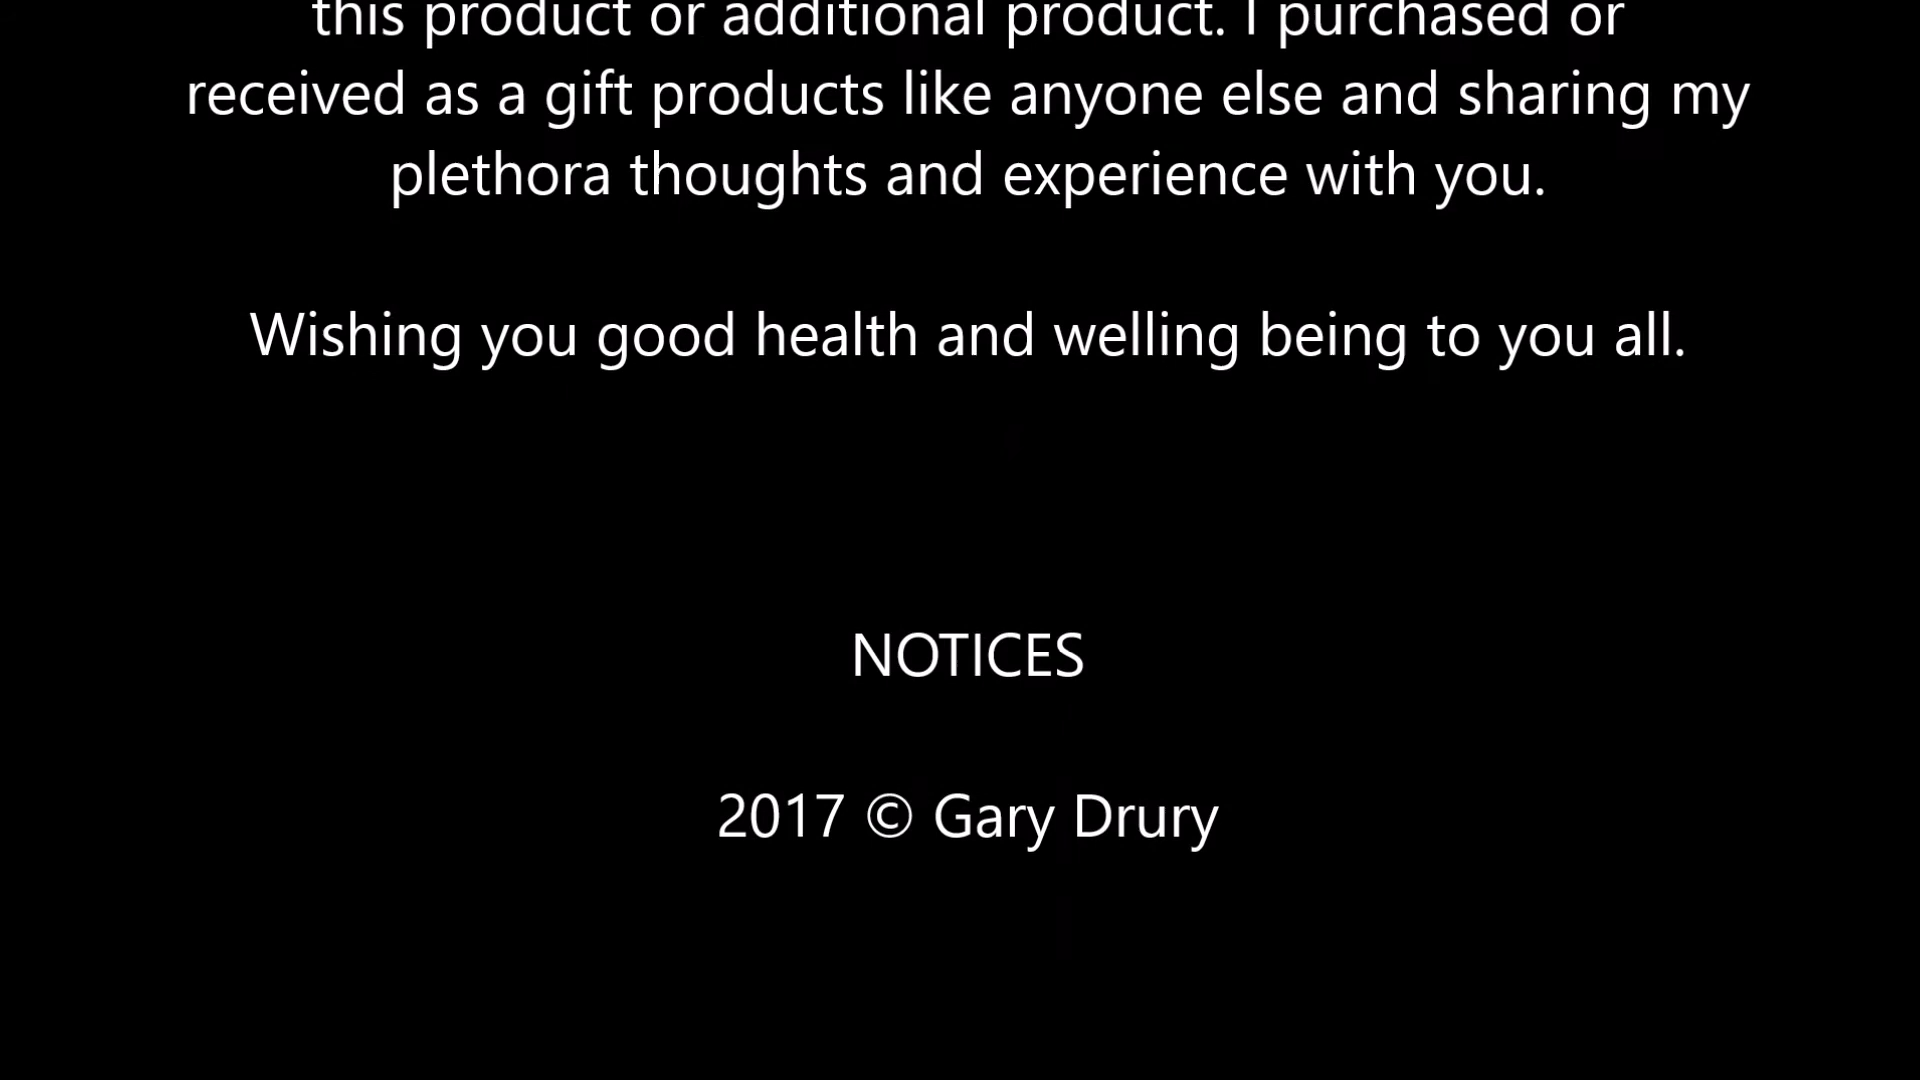 this product or additional product. I purchased or
received as a gift products like anyone else and sharing my
plethora thoughts and experience with you.
Wishing you good health and welling being to you all.
NOTICES
2017 © Gary Drury